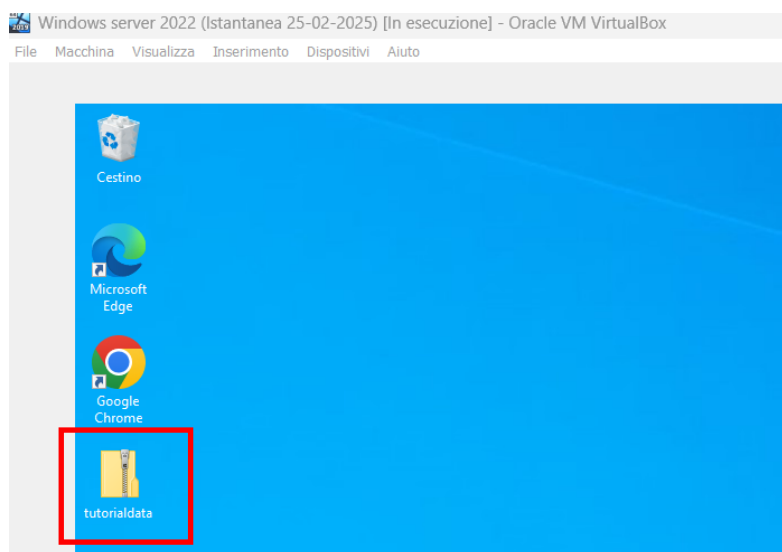 Windows server 2022 (Istantanea 25-02-2025) [In esecuzione] - Oracle VM VirtualBox
File Macchina Visualizza Inserimento Dispositivi Aiuto
Cestino
Microsoft
Edge
Google
Chrome
tutorialdata